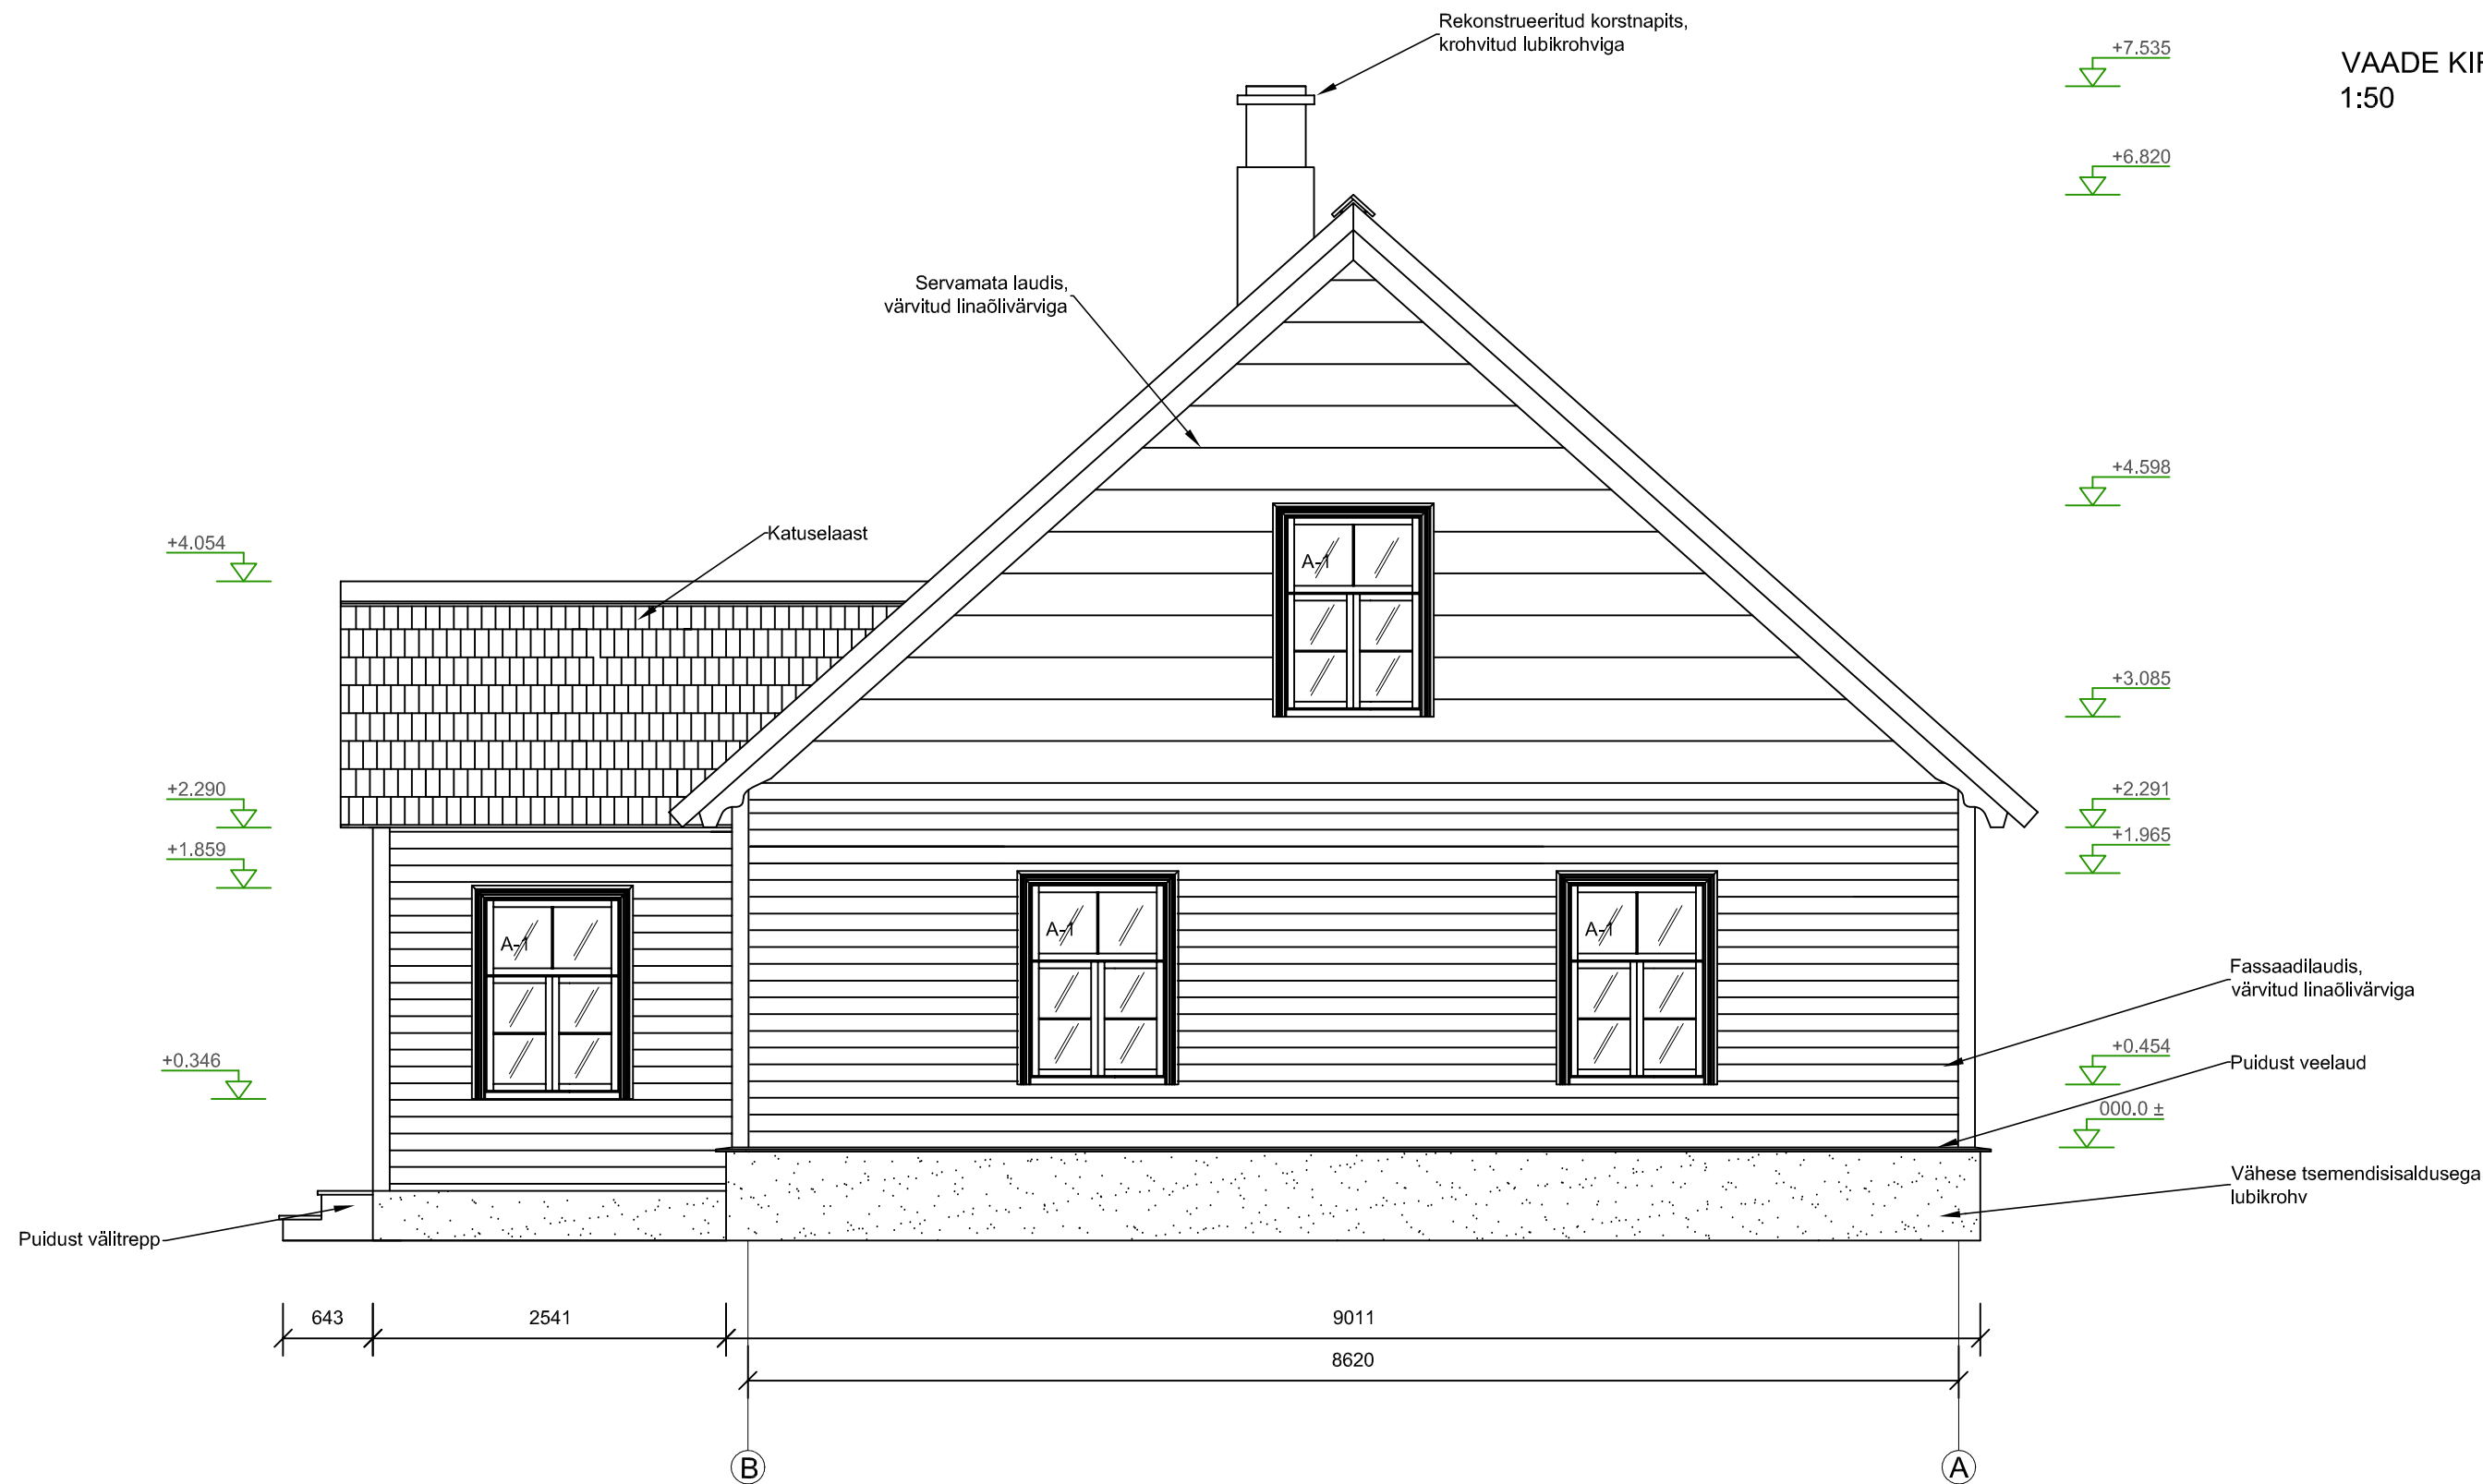 Rekonstrueeritud korstnapits,
krohvitud lubikrohviga
+7.535
VAADE
1:50
+6.820
Servamata laudis,
värvitud linaõlivärviga
+4.598
Katuselaast
+4.054
A-1
+3.085
+2.290
+2.291
+1.859
+1.965
A-1
A-1
A-1
Fassaadilaudis,
värvitud linaõlivärviga
+0.346
+0.454
Puidust veelaud
000.0 ±
Vähese tsemendisisaldusega
lubikrohv
Puidust välitrepp
643
2541
9011
8620
B
A